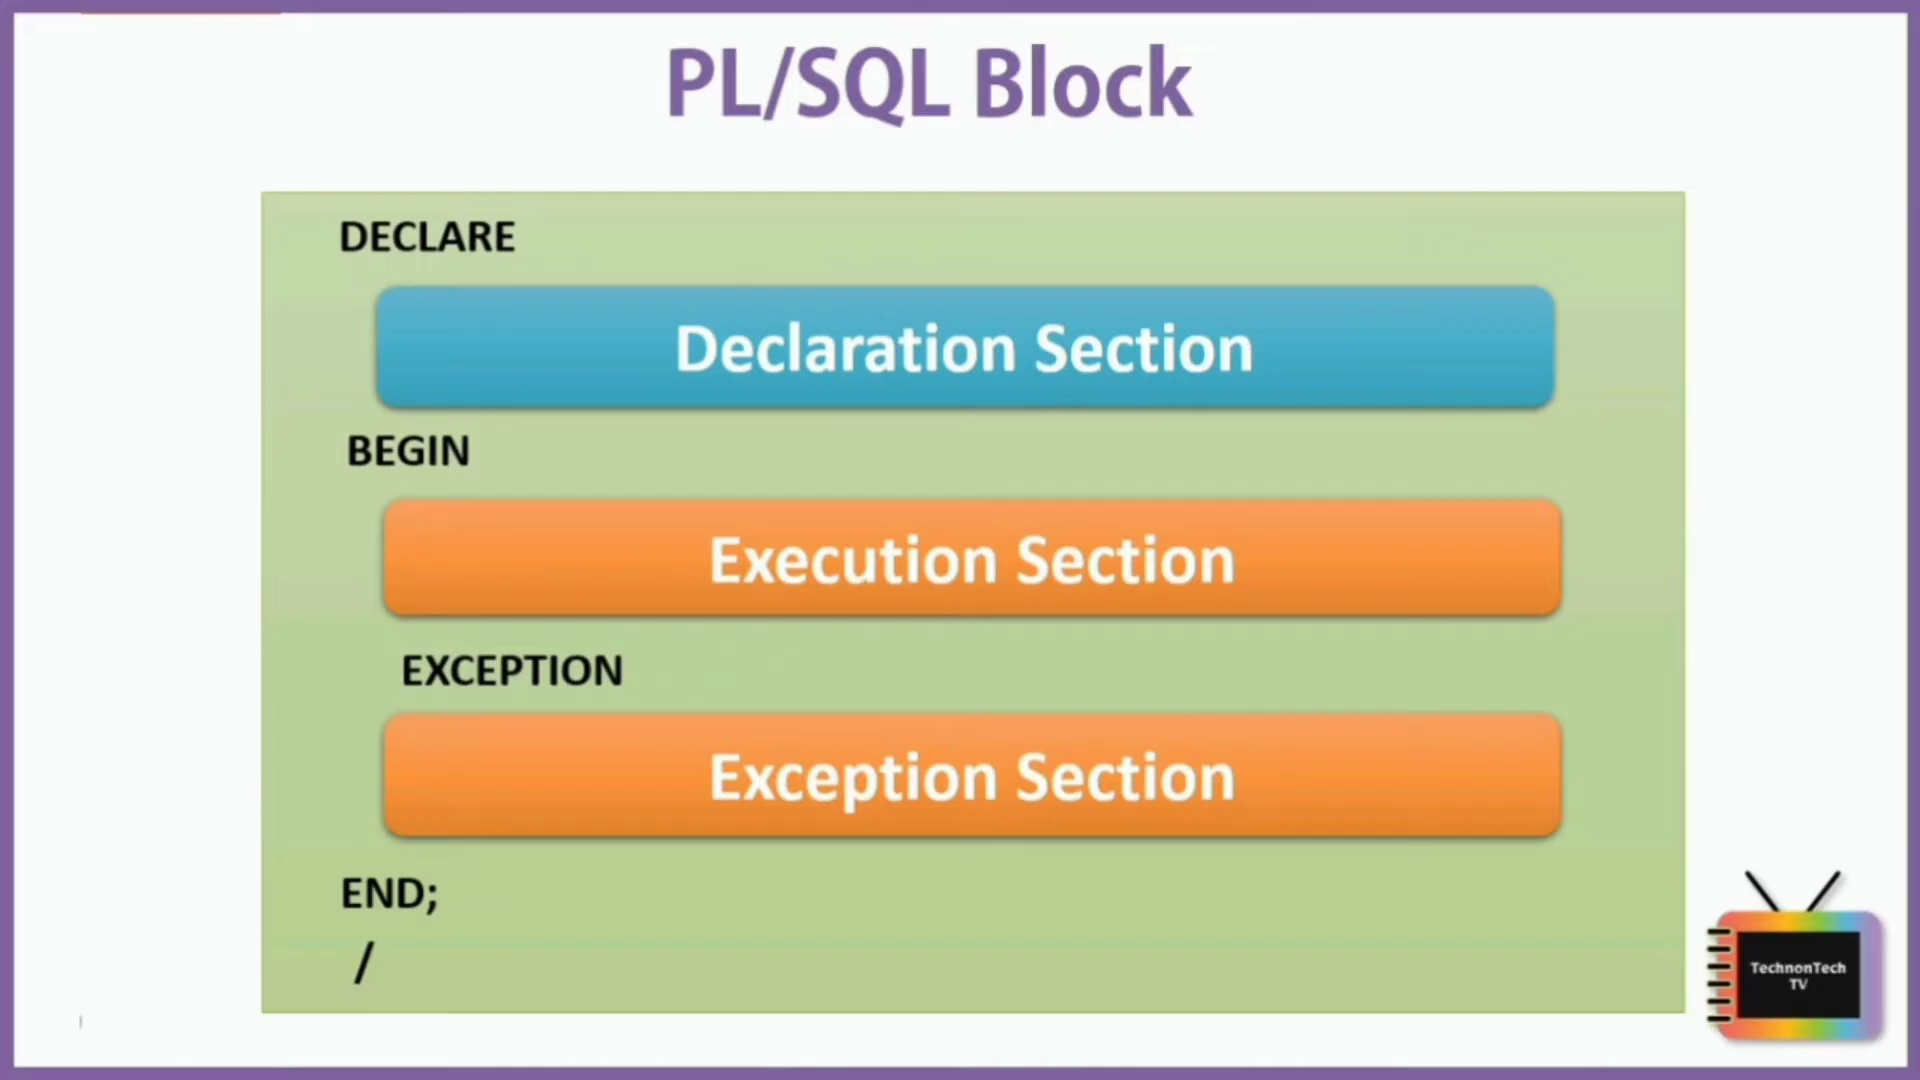 PL/SQL Block
DECLARE
Declaration Section
BEGIN
Execution Section
EXCEPTION
Exception Section
END;
/
TechnonTech
TV